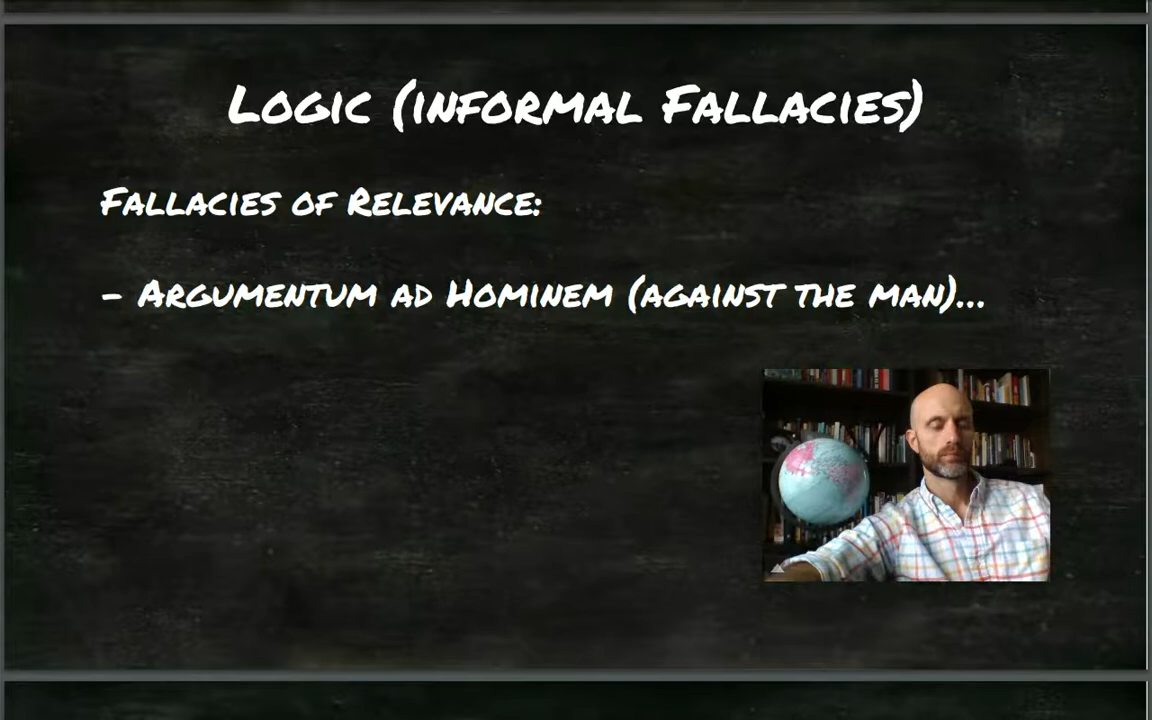 Logic (informal Fallacies)
Fallacies of Relevance:
- Argumentum ad Hominem (against the man)...